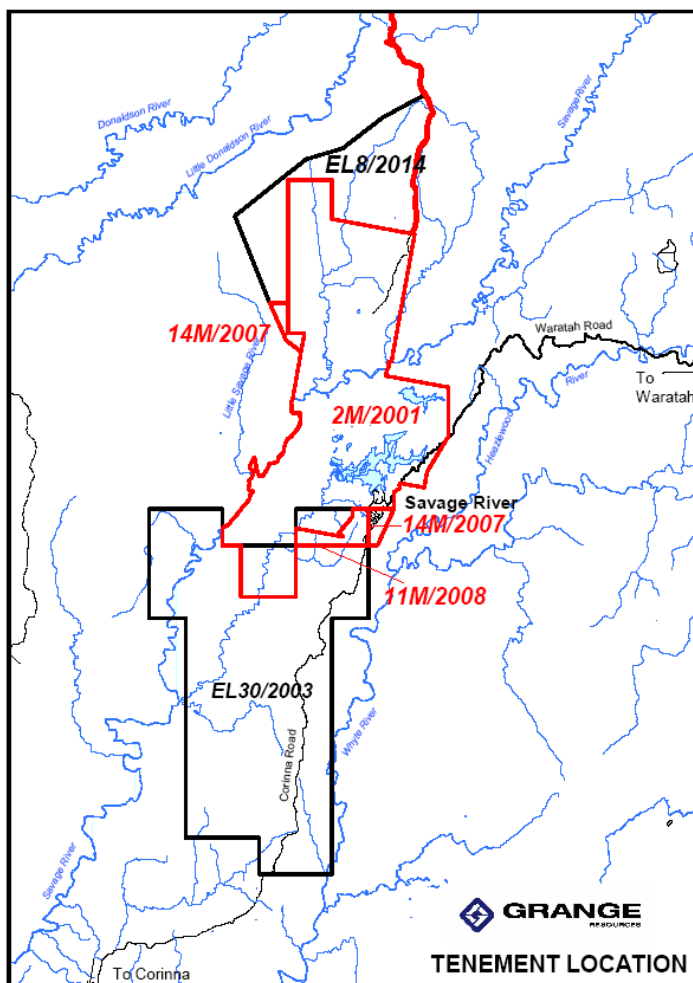 Donaldson River
Little Donaldson River
Savage River
EL8/2014
14M/2007
Waratah Road
Little Savage River
River
To
Waratah
2M/2001
Heazlewood
Savage River
14M/2007
11M/2008
EL30/2003
Corinna Road
Whyte River
Savage River
GRANGE
RESOURCES
To Corinna
TENEMENT LOCATION